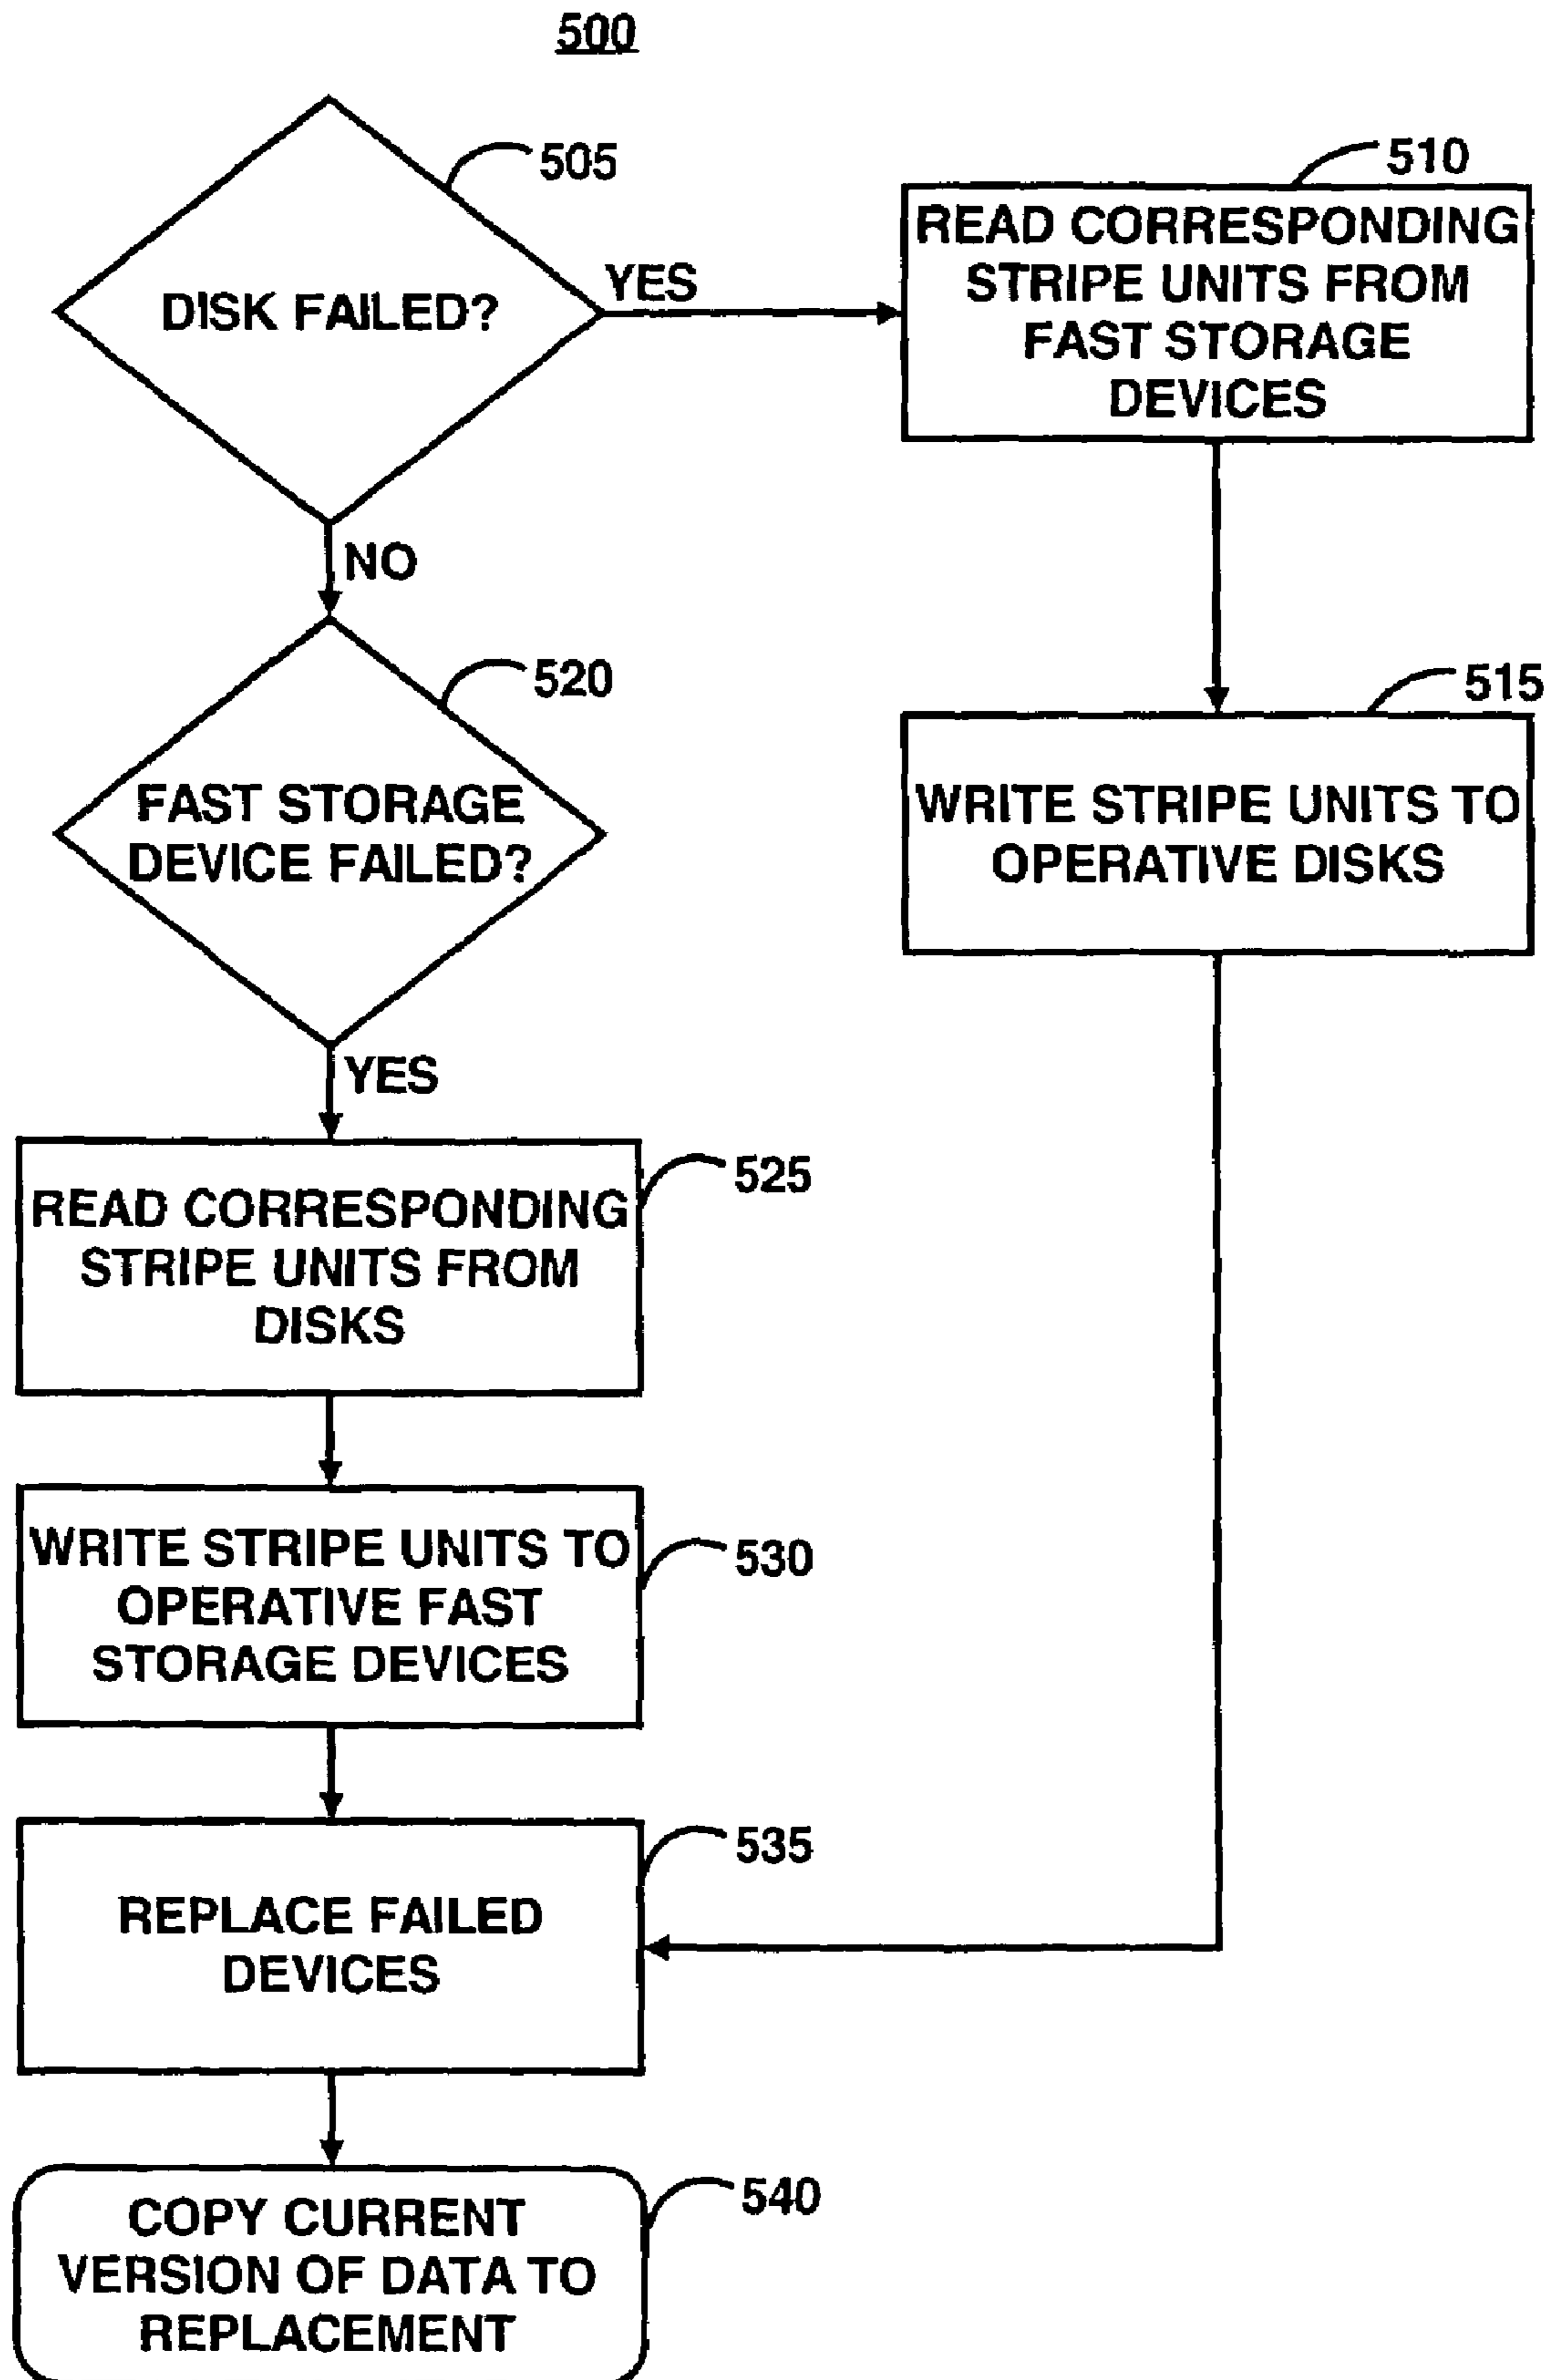 500
505
DISK FAILED?
YES
NO
510
READ CORRESPONDING
STRIPE UNITS FROM
FAST STORAGE
DEVICES
515
WRITE STRIPE UNITS TO
OPERATIVE DISKS
520
FAST STORAGE
DEVICE FAILED?
YES
525
READ CORRESPONDING
STRIPE UNITS FROM
DISKS
530
WRITE STRIPE UNITS TO
OPERATIVE FAST
STORAGE DEVICES
535
REPLACE FAILED
DEVICES
540
COPY CURRENT
VERSION OF DATA TO
REPLACEMENT